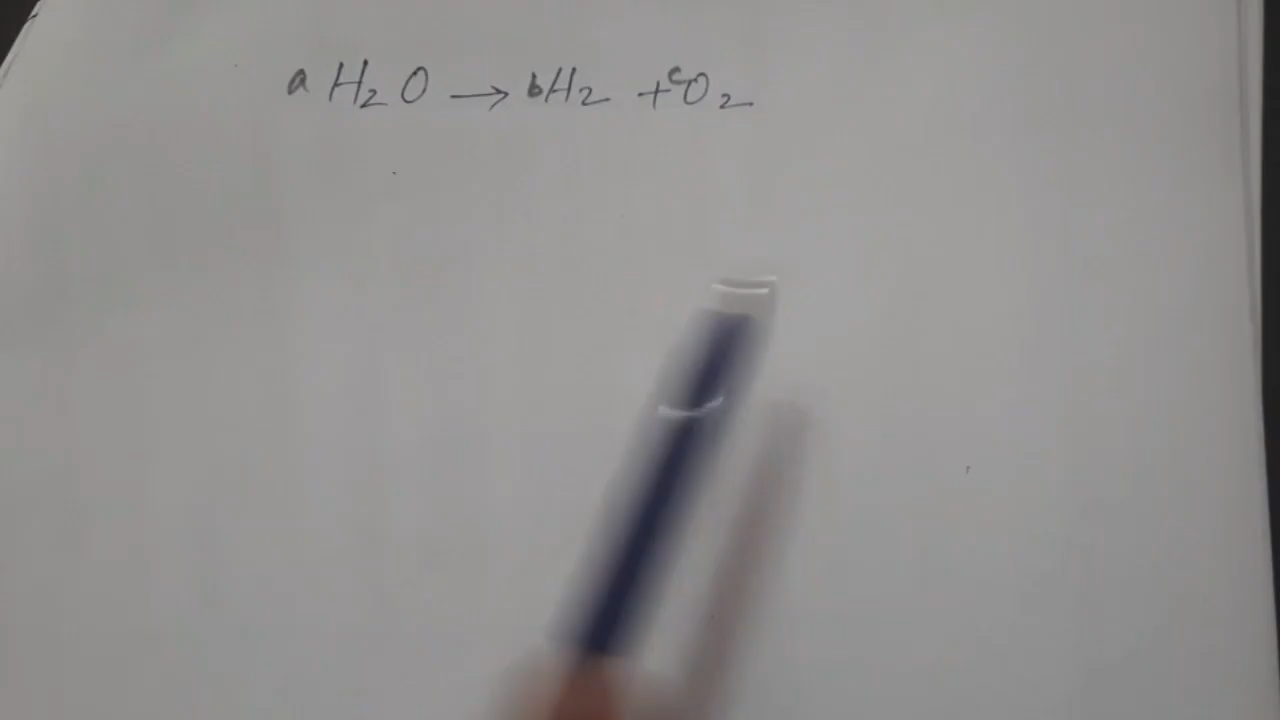 a H₂O → bH₂ + cO₂